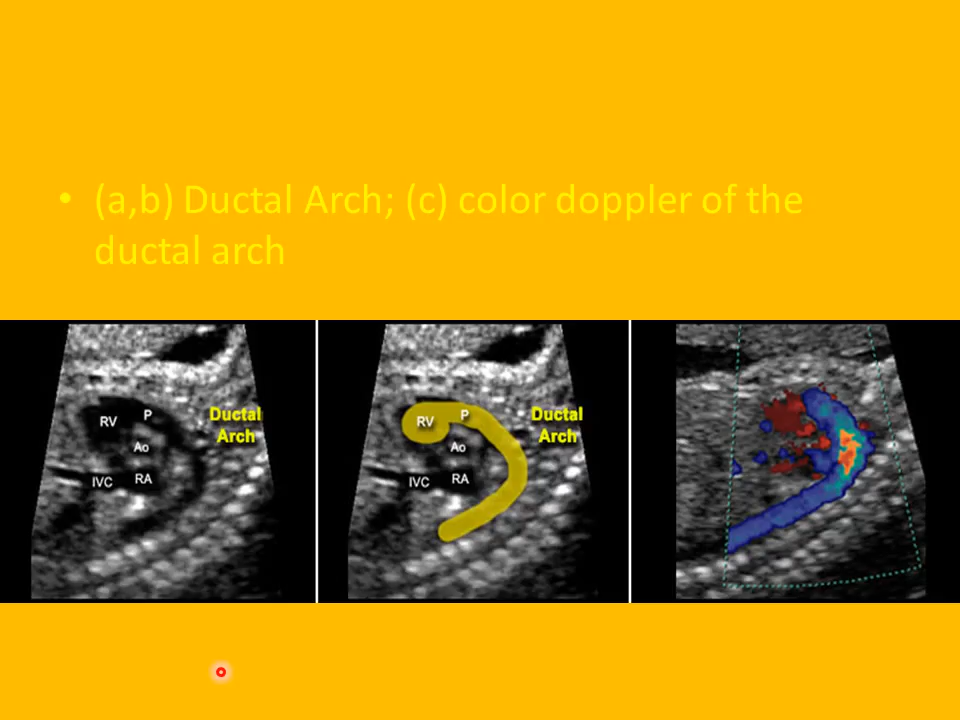 • (a,b) Ductal Arch; (c) color doppler of the
ductal arch
RV
P
Ductal
Arch
Ao
IVC
RA
RV
P
Ductal
Arch
Ao
IVC
RA